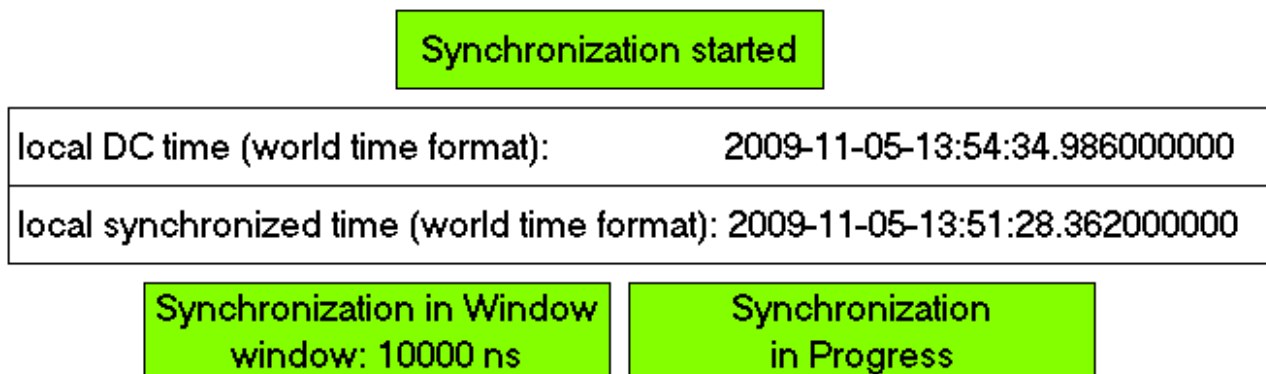 Synchronization started
local DC time (world time format): 2009-11-05-13:54:34.986000000
local synchronized time (world time format): 2009-11-05-13:51:28.362000000
Synchronization in Window
window: 10000 ns
Synchronization
in Progress